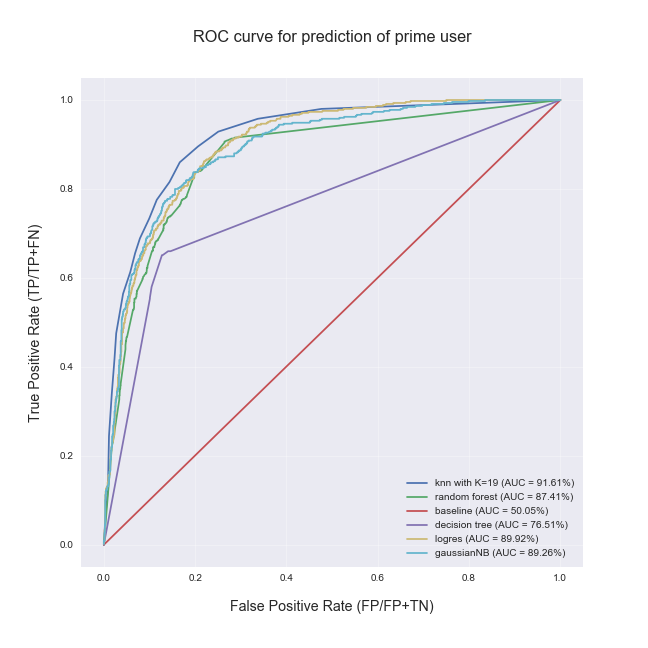 ROC curve for prediction of prime user
True Positive Rate (TP/TP+FN)
1.0
0.8
0.6
0.4
0.2
0.0
knn with K=19 (AUC = 91.61%)
random forest (AUC = 87.41%)
baseline (AUC = 50.05%)
decision tree (AUC = 76.51%)
logres (AUC = 89.92%)
gaussianNB (AUC = 89.26%)
0.0
0.2
0.4
0.6
0.8
1.0
False Positive Rate (FP/FP+TN)